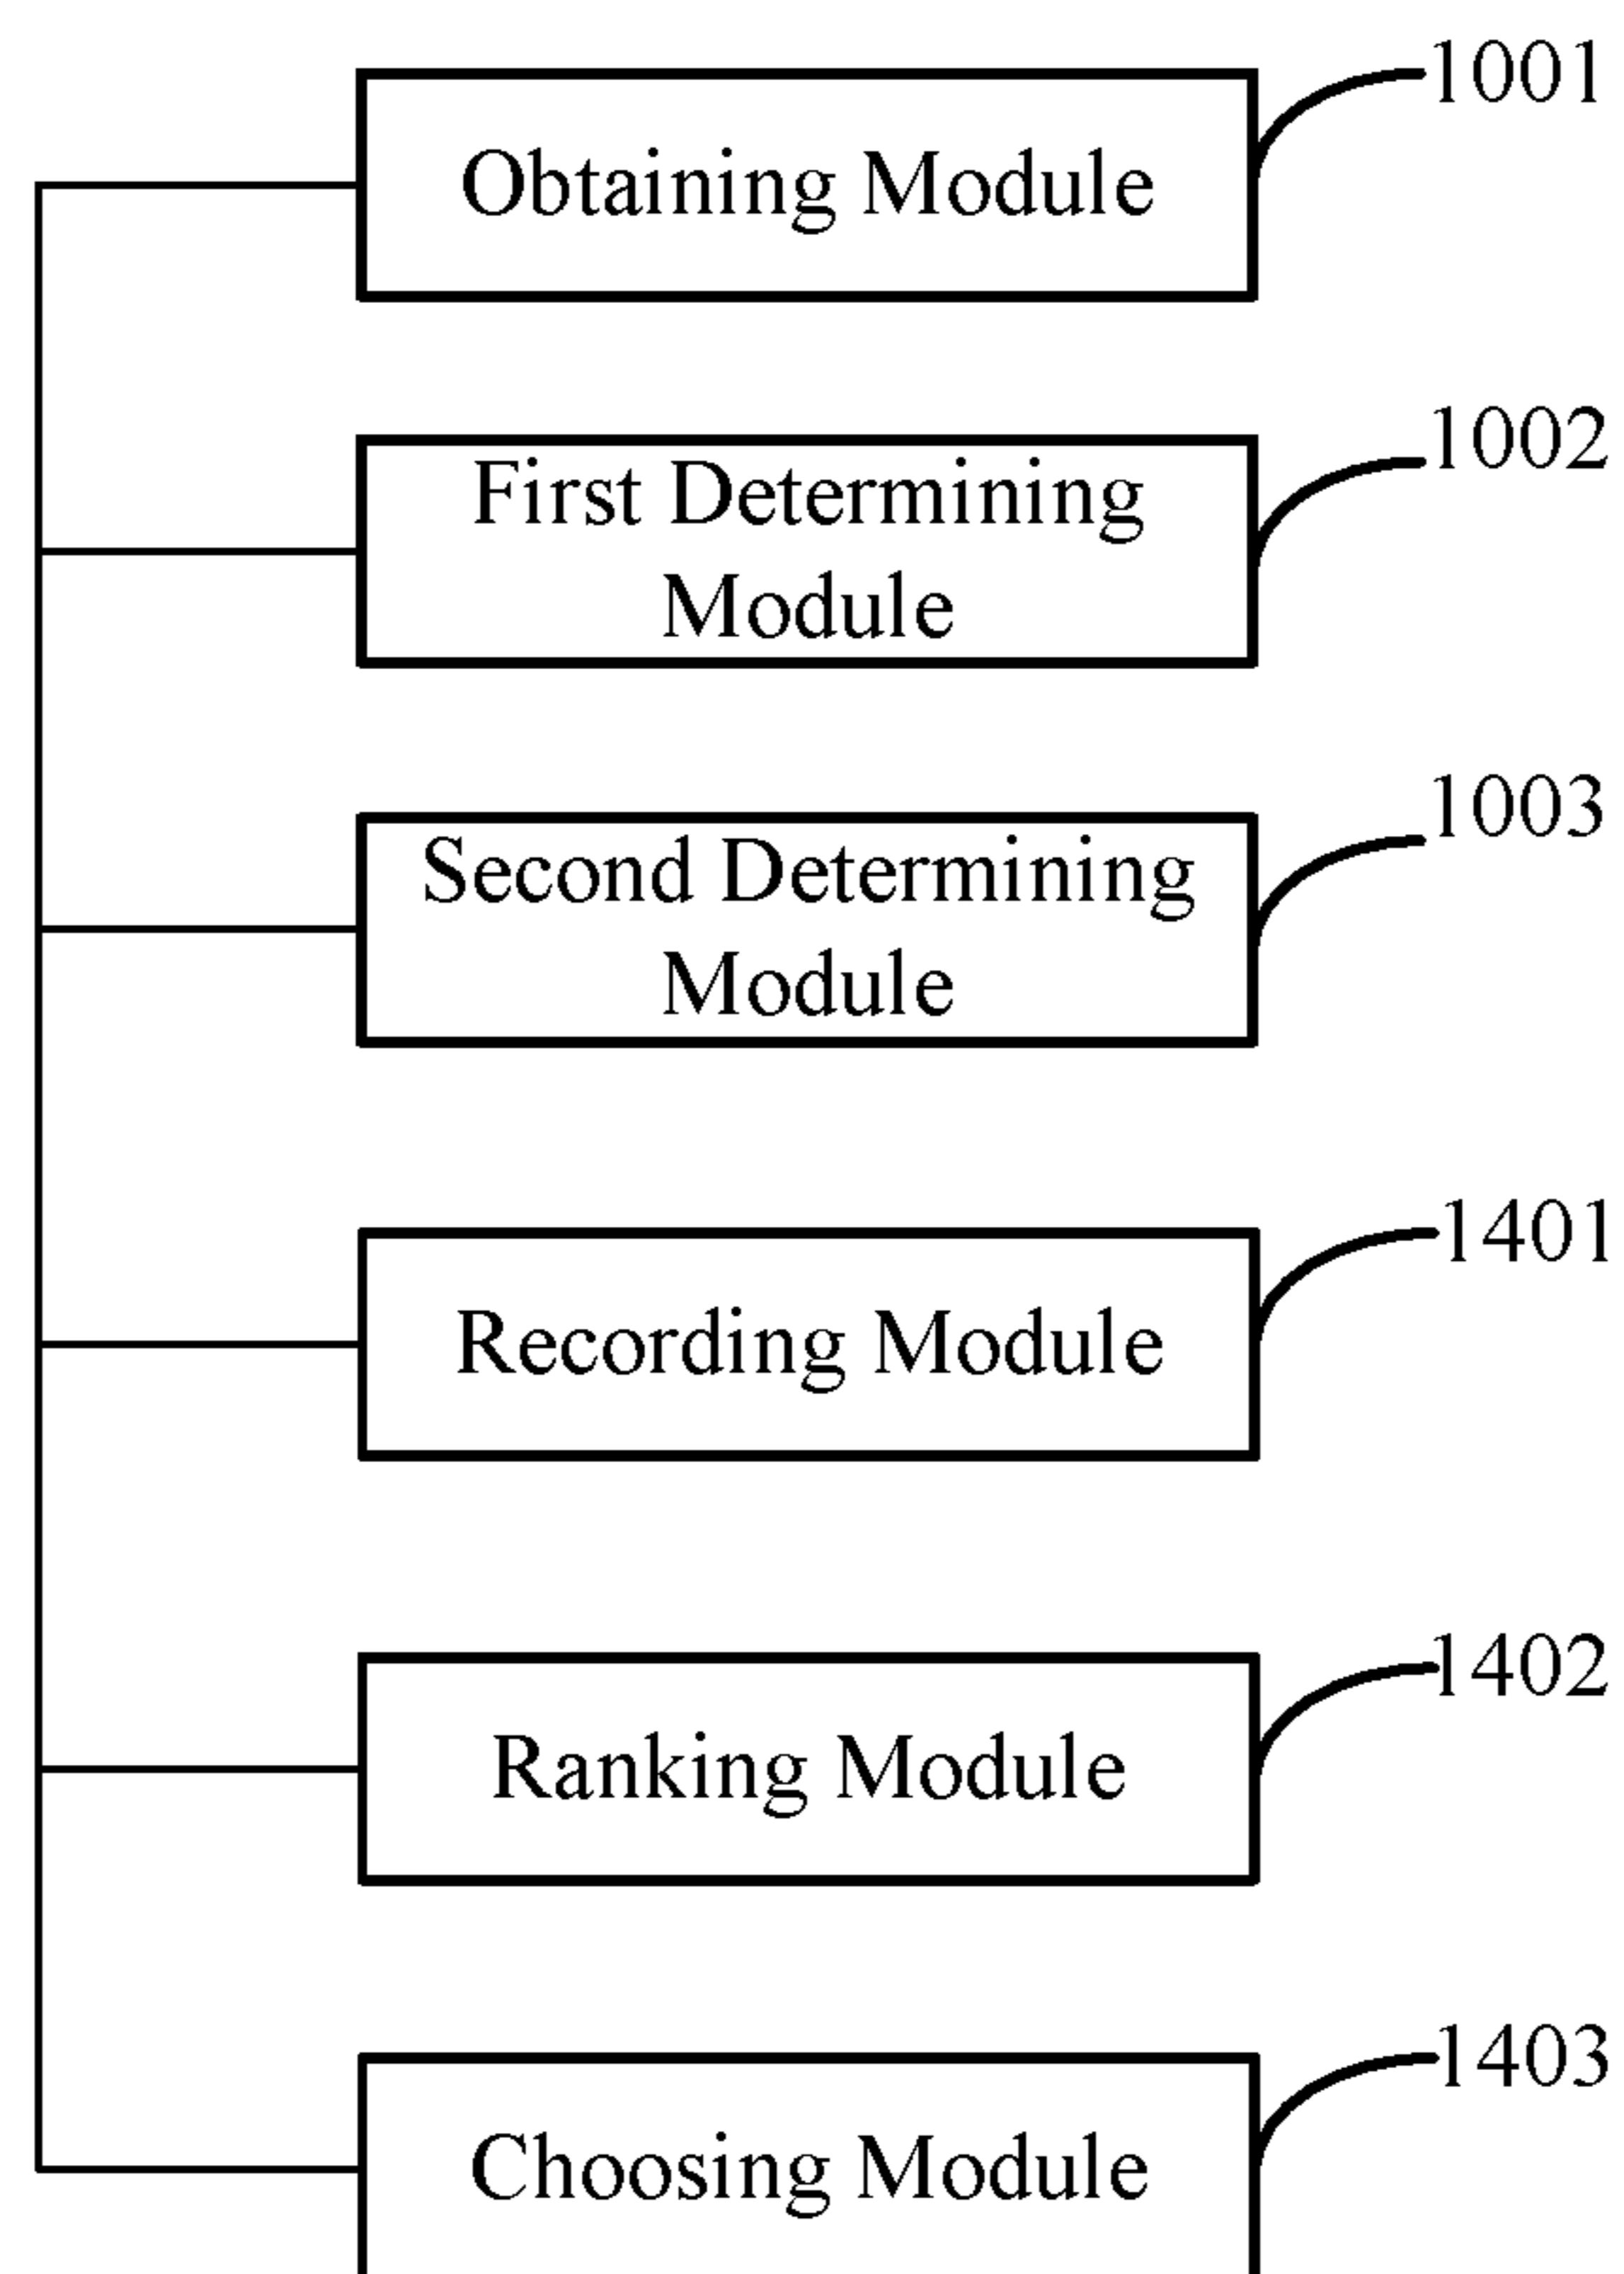 1001
Obtaining Module
1002
First Determining
Module
1003
Second Determining
Module
1401
Recording Module
1402
Ranking Module
1403
Choosing Module